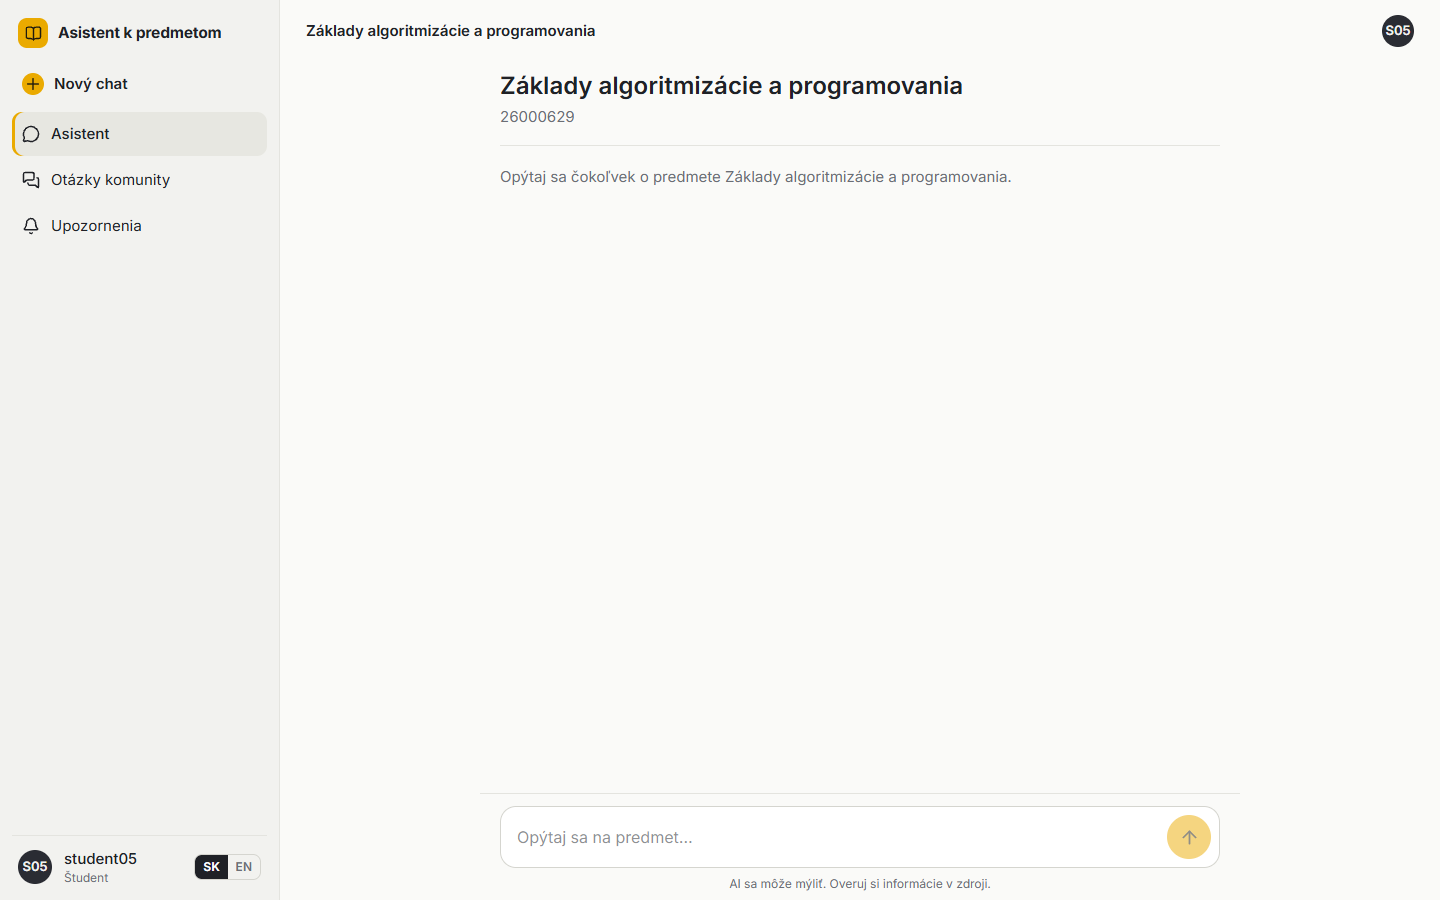 Asistent k predmetom
Nový chat
Asistent
Otázky komunity
Upozornenia
S05
student05
Študent
SK
EN
Základy algoritmizácie a programovania
S05
Základy algoritmizácie a programovania
26000629
Opýtaj sa čokoľvek o predmete Základy algoritmizácie a programovania.
Opýtaj sa na predmet...
AI sa môže mýliť. Overuj si informácie v zdroji.